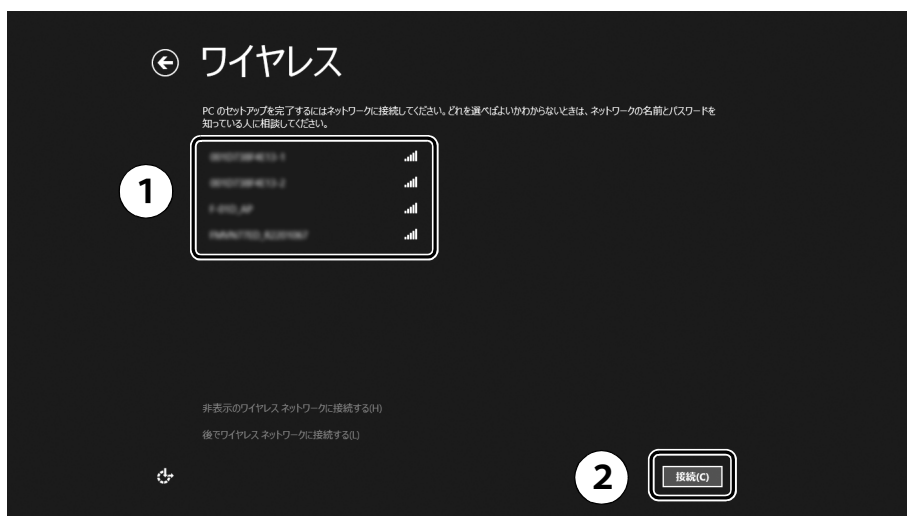 ワイヤレス
PC のセットアップを完了するにはネットワークに接続してください。どれを選べばよいかわからないときは、ネットワークの名前とパスワードを
知っている人に相談してください。
1
非表示のワイヤレス ネットワークに接続する(H)
後でワイヤレス ネットワークに接続する(L)
2
接続(C)